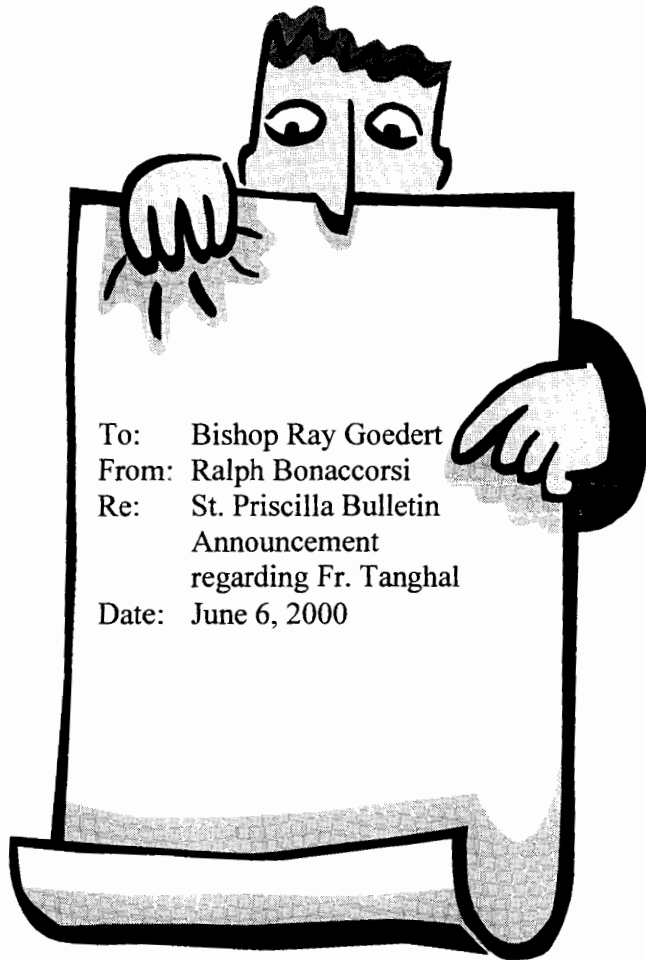 To: Bishop Ray Goedert
From: Ralph Bonaccorsi
Re: St. Priscilla Bulletin
Announcement
regarding Fr. Tanghal
Date: June 6, 2000